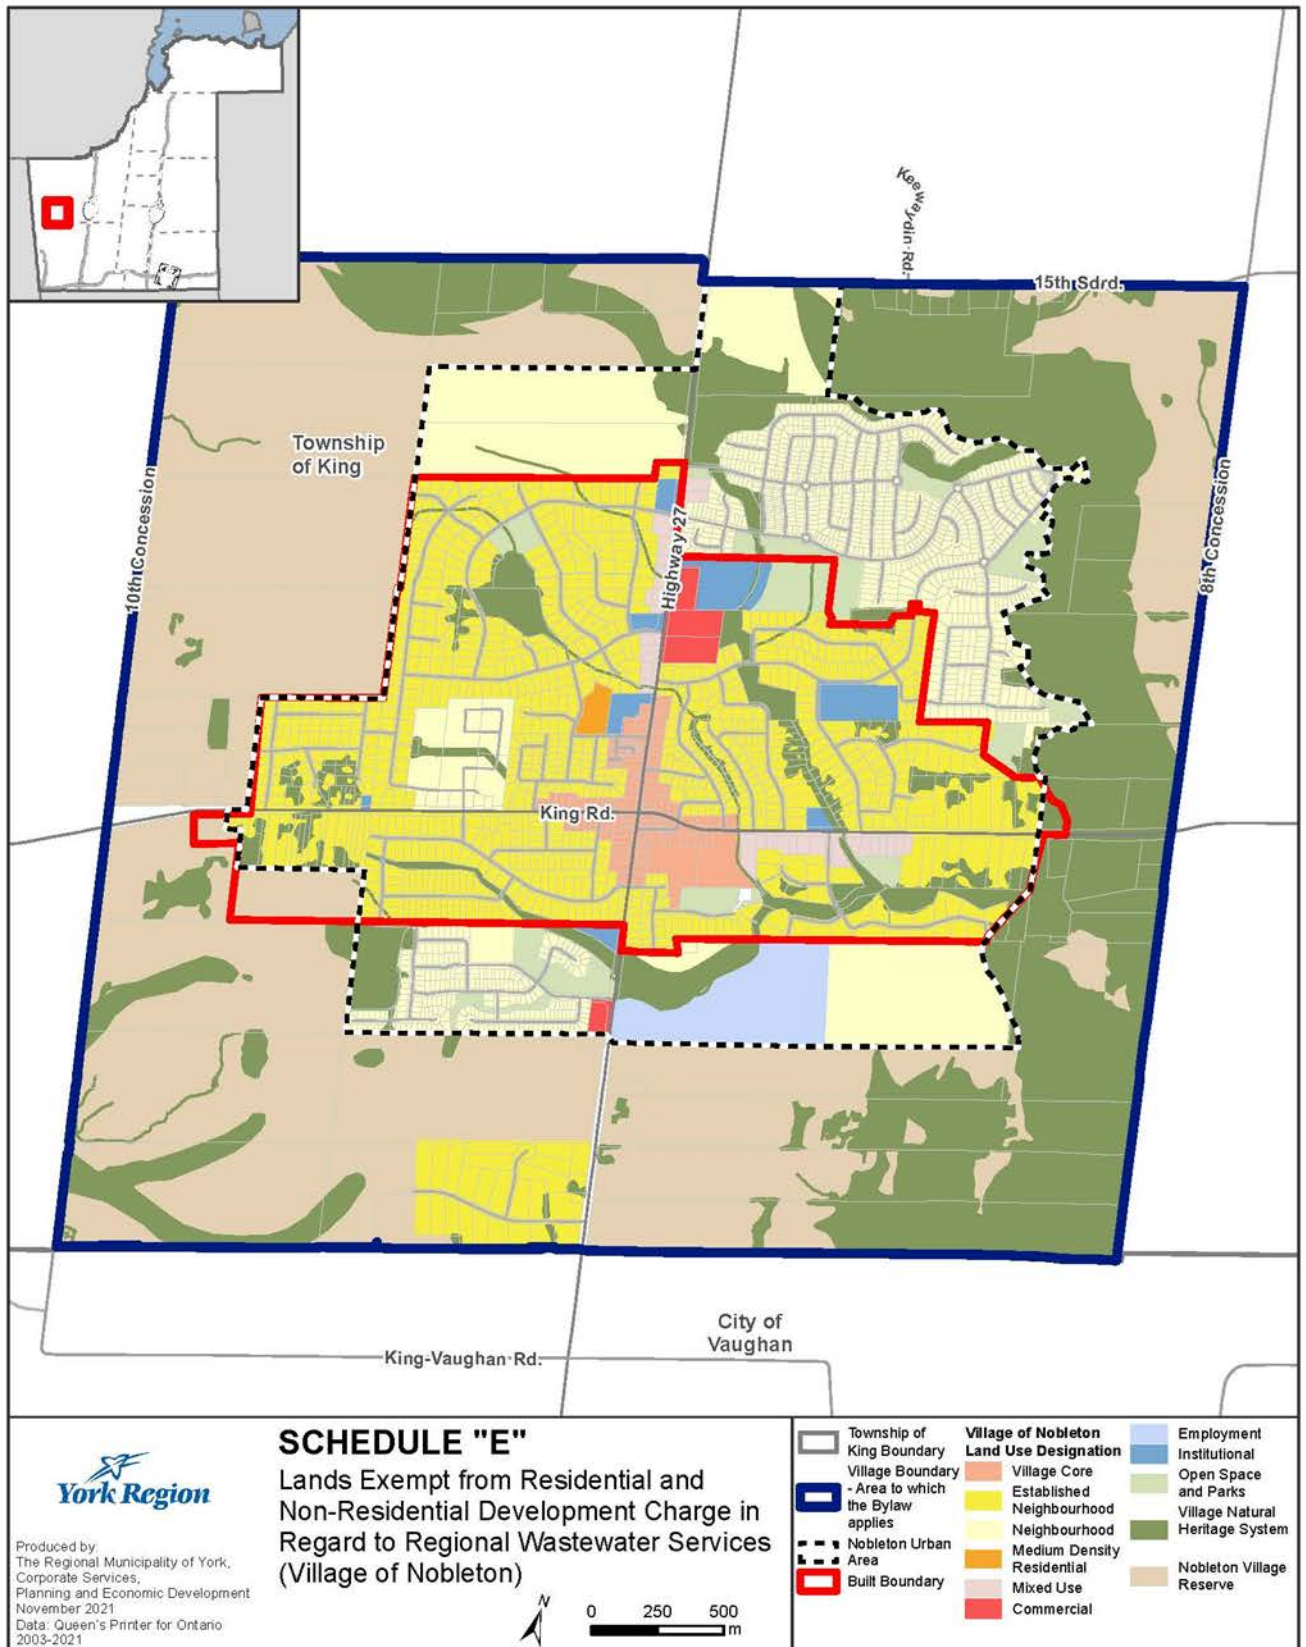 Keewaydin Rd.
15th Sdrd.
Township
of King
10th Concession
8th Concession
Highway 27
King Rd.
City of
Vaughan
King-Vaughan Rd.
York Region
Produced by:
The Regional Municipality of York,
Corporate Services,
Planning and Economic Development
November 2021
Data: Queen's Printer for Ontario
2003-2021
SCHEDULE "E"
Lands Exempt from Residential and
Non-Residential Development Charge in
Regard to Regional Wastewater Services
(Village of Nobleton)
N
0 250 500
m
Township of
King Boundary
Village Boundary
- Area to which
the Bylaw
applies
Nobleton Urban
Area
Built Boundary
Village of Nobleton
Land Use Designation
Village Core
Established
Neighbourhood
Neighbourhood
Medium Density
Residential
Mixed Use
Commercial
Employment
Institutional
Open Space
and Parks
Village Natural
Heritage System
Nobleton Village
Reserve